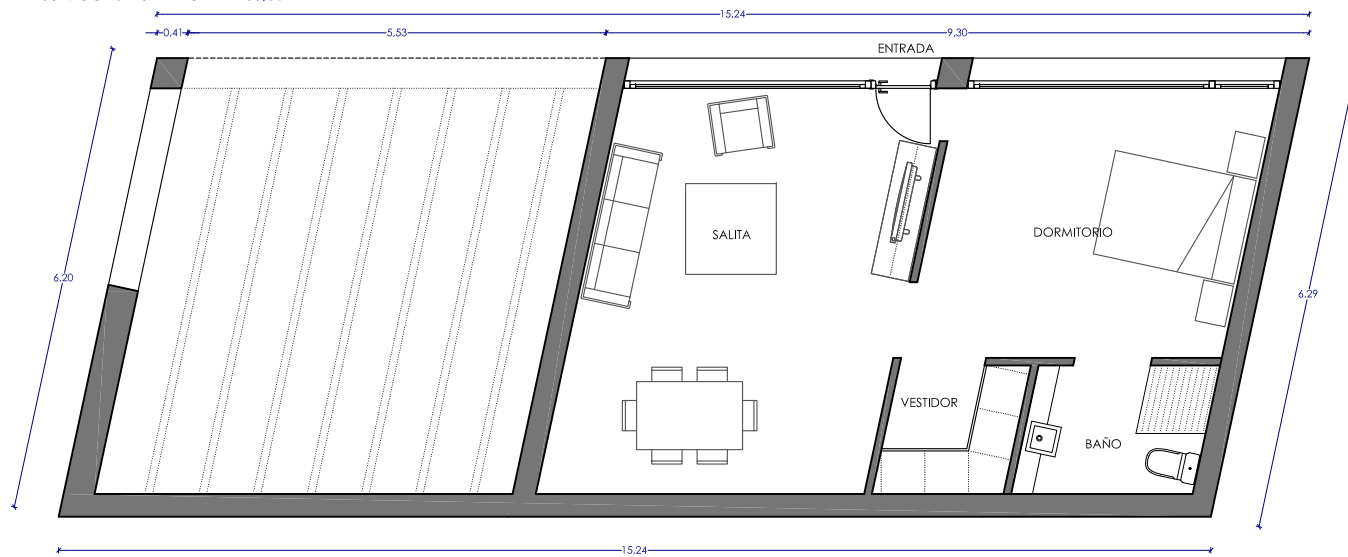 15,24
0,41 5,53 9,30
ENTRADA
SALITA
DORMITORIO
6,20
6,29
VESTIDOR
BAÑO
15,24